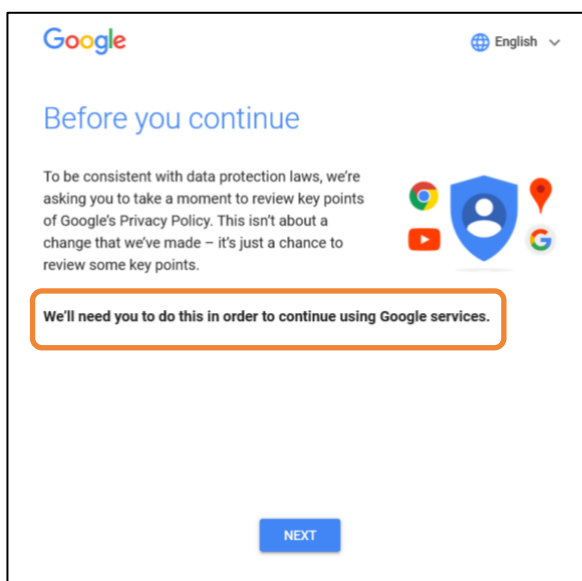 Google
English
Before you continue
To be consistent with data protection laws, we're
asking you to take a moment to review key points
of Google's Privacy Policy. This isn't about a
change that we've made – it's just a chance to
review some key points.
We'll need you to do this in order to continue using Google services.
NEXT